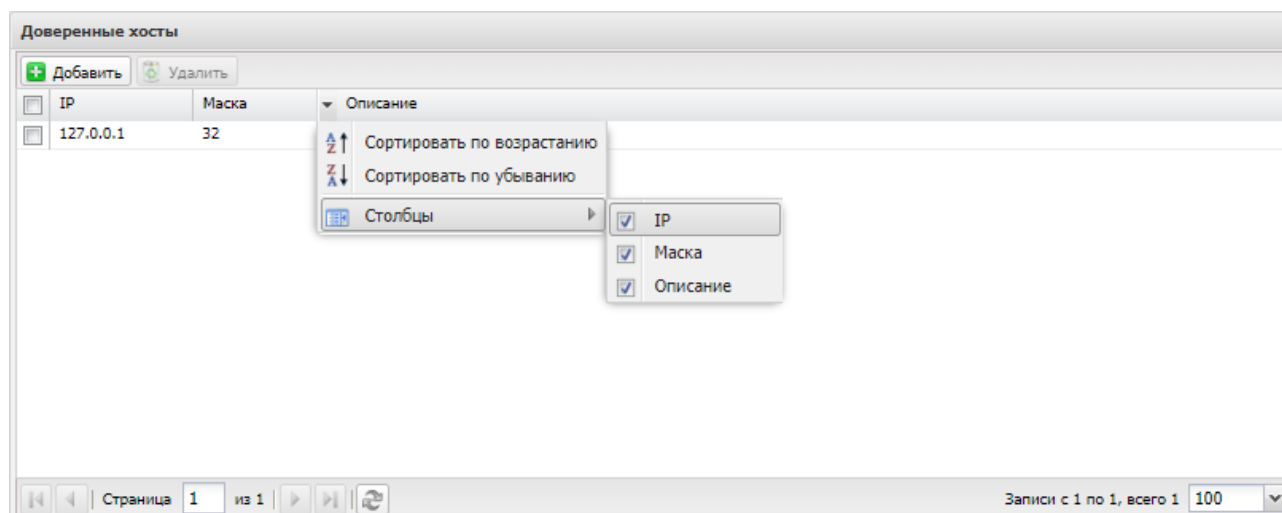 Доверенные хосты
Добавить Удалить
IP Маска Описание
127.0.0.1 32
Сортировать по возрастанию
Сортировать по убыванию
Столбцы
IP
Маска
Описание
Страница 1 из 1 Записи с 1 по 1, всего 1 100